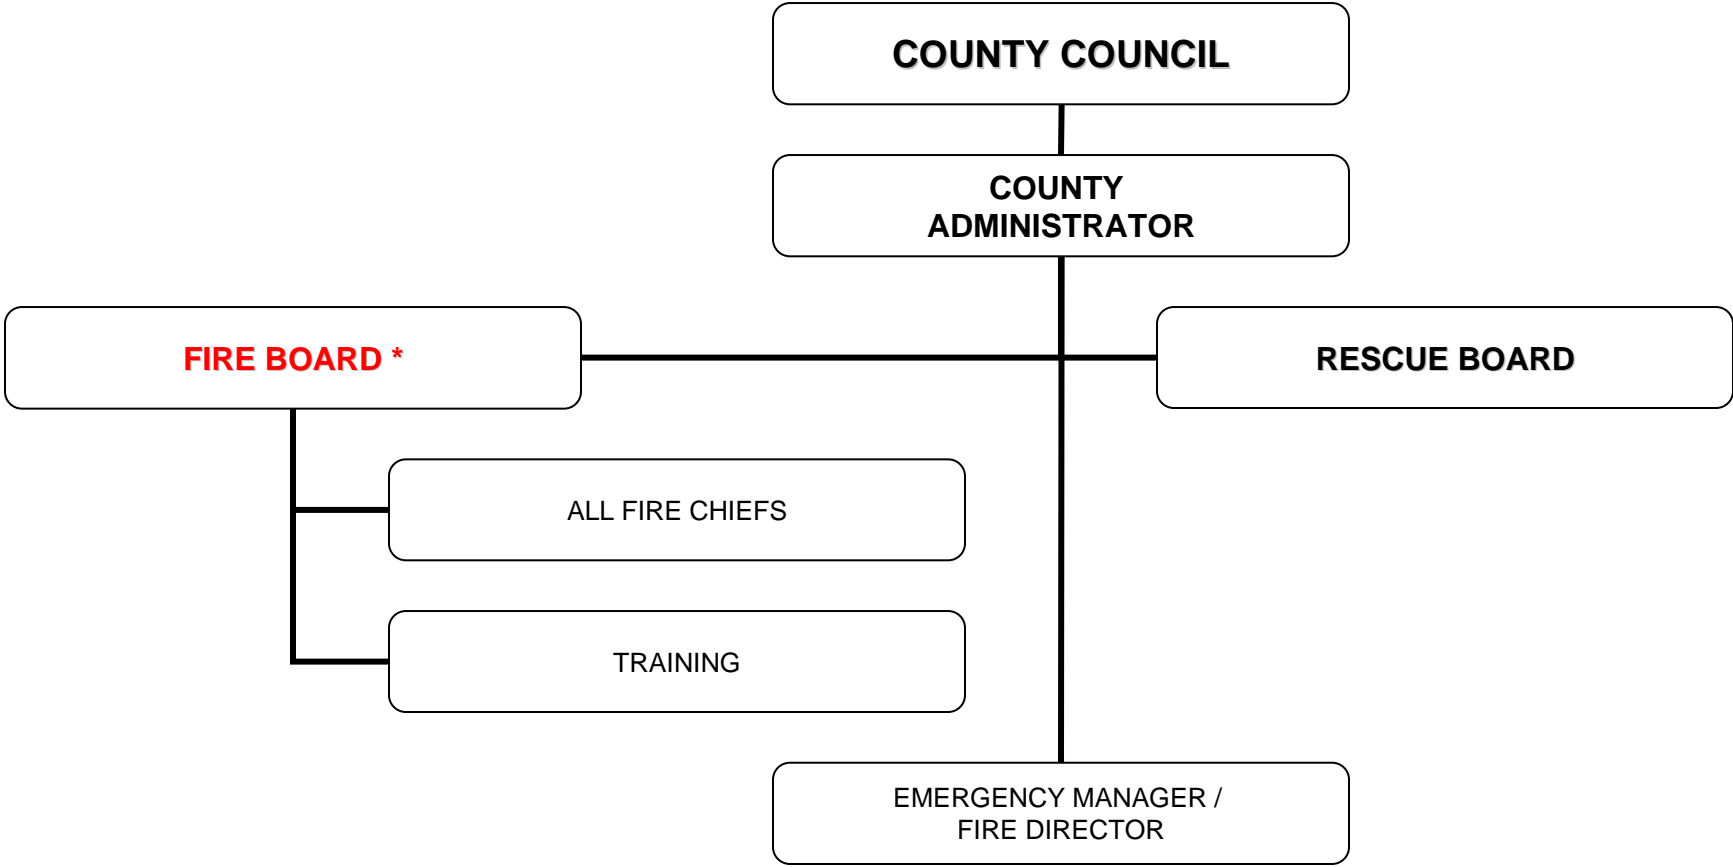 COUNTY COUNCIL
COUNTY
ADMINISTRATOR
FIRE BOARD *
RESCUE BOARD
ALL FIRE CHIEFS
TRAINING
EMERGENCY MANAGER /
FIRE DIRECTOR